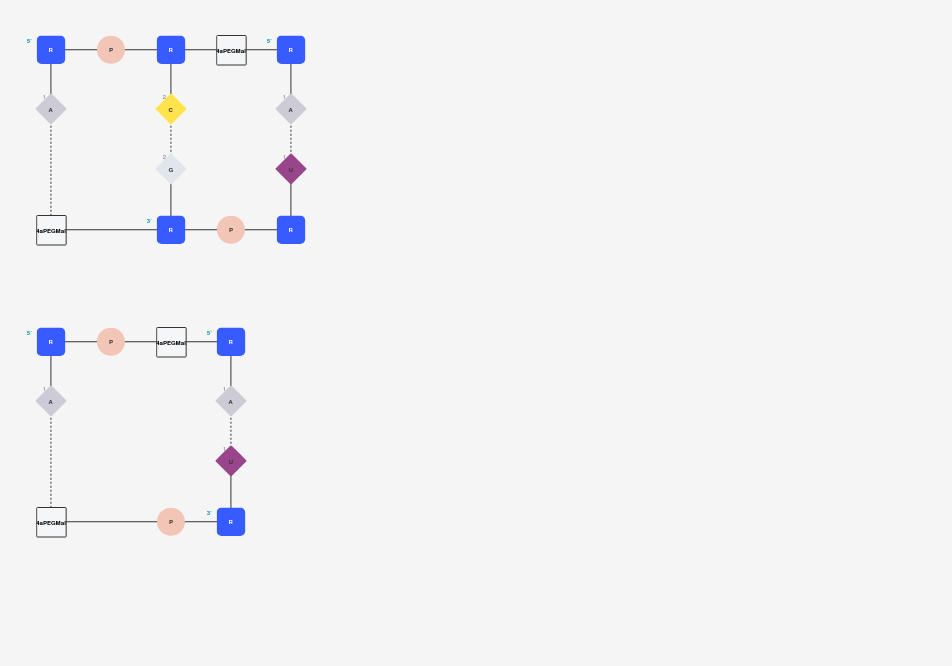 5' R P R 4aPEGMal 5' R
1 A 2 C 1 A
2 G 1 U
4aPEGMal 3' R P R
5' R P 4aPEGMal 5' R
1 A 1 A
1 U
4aPEGMal P 3' R